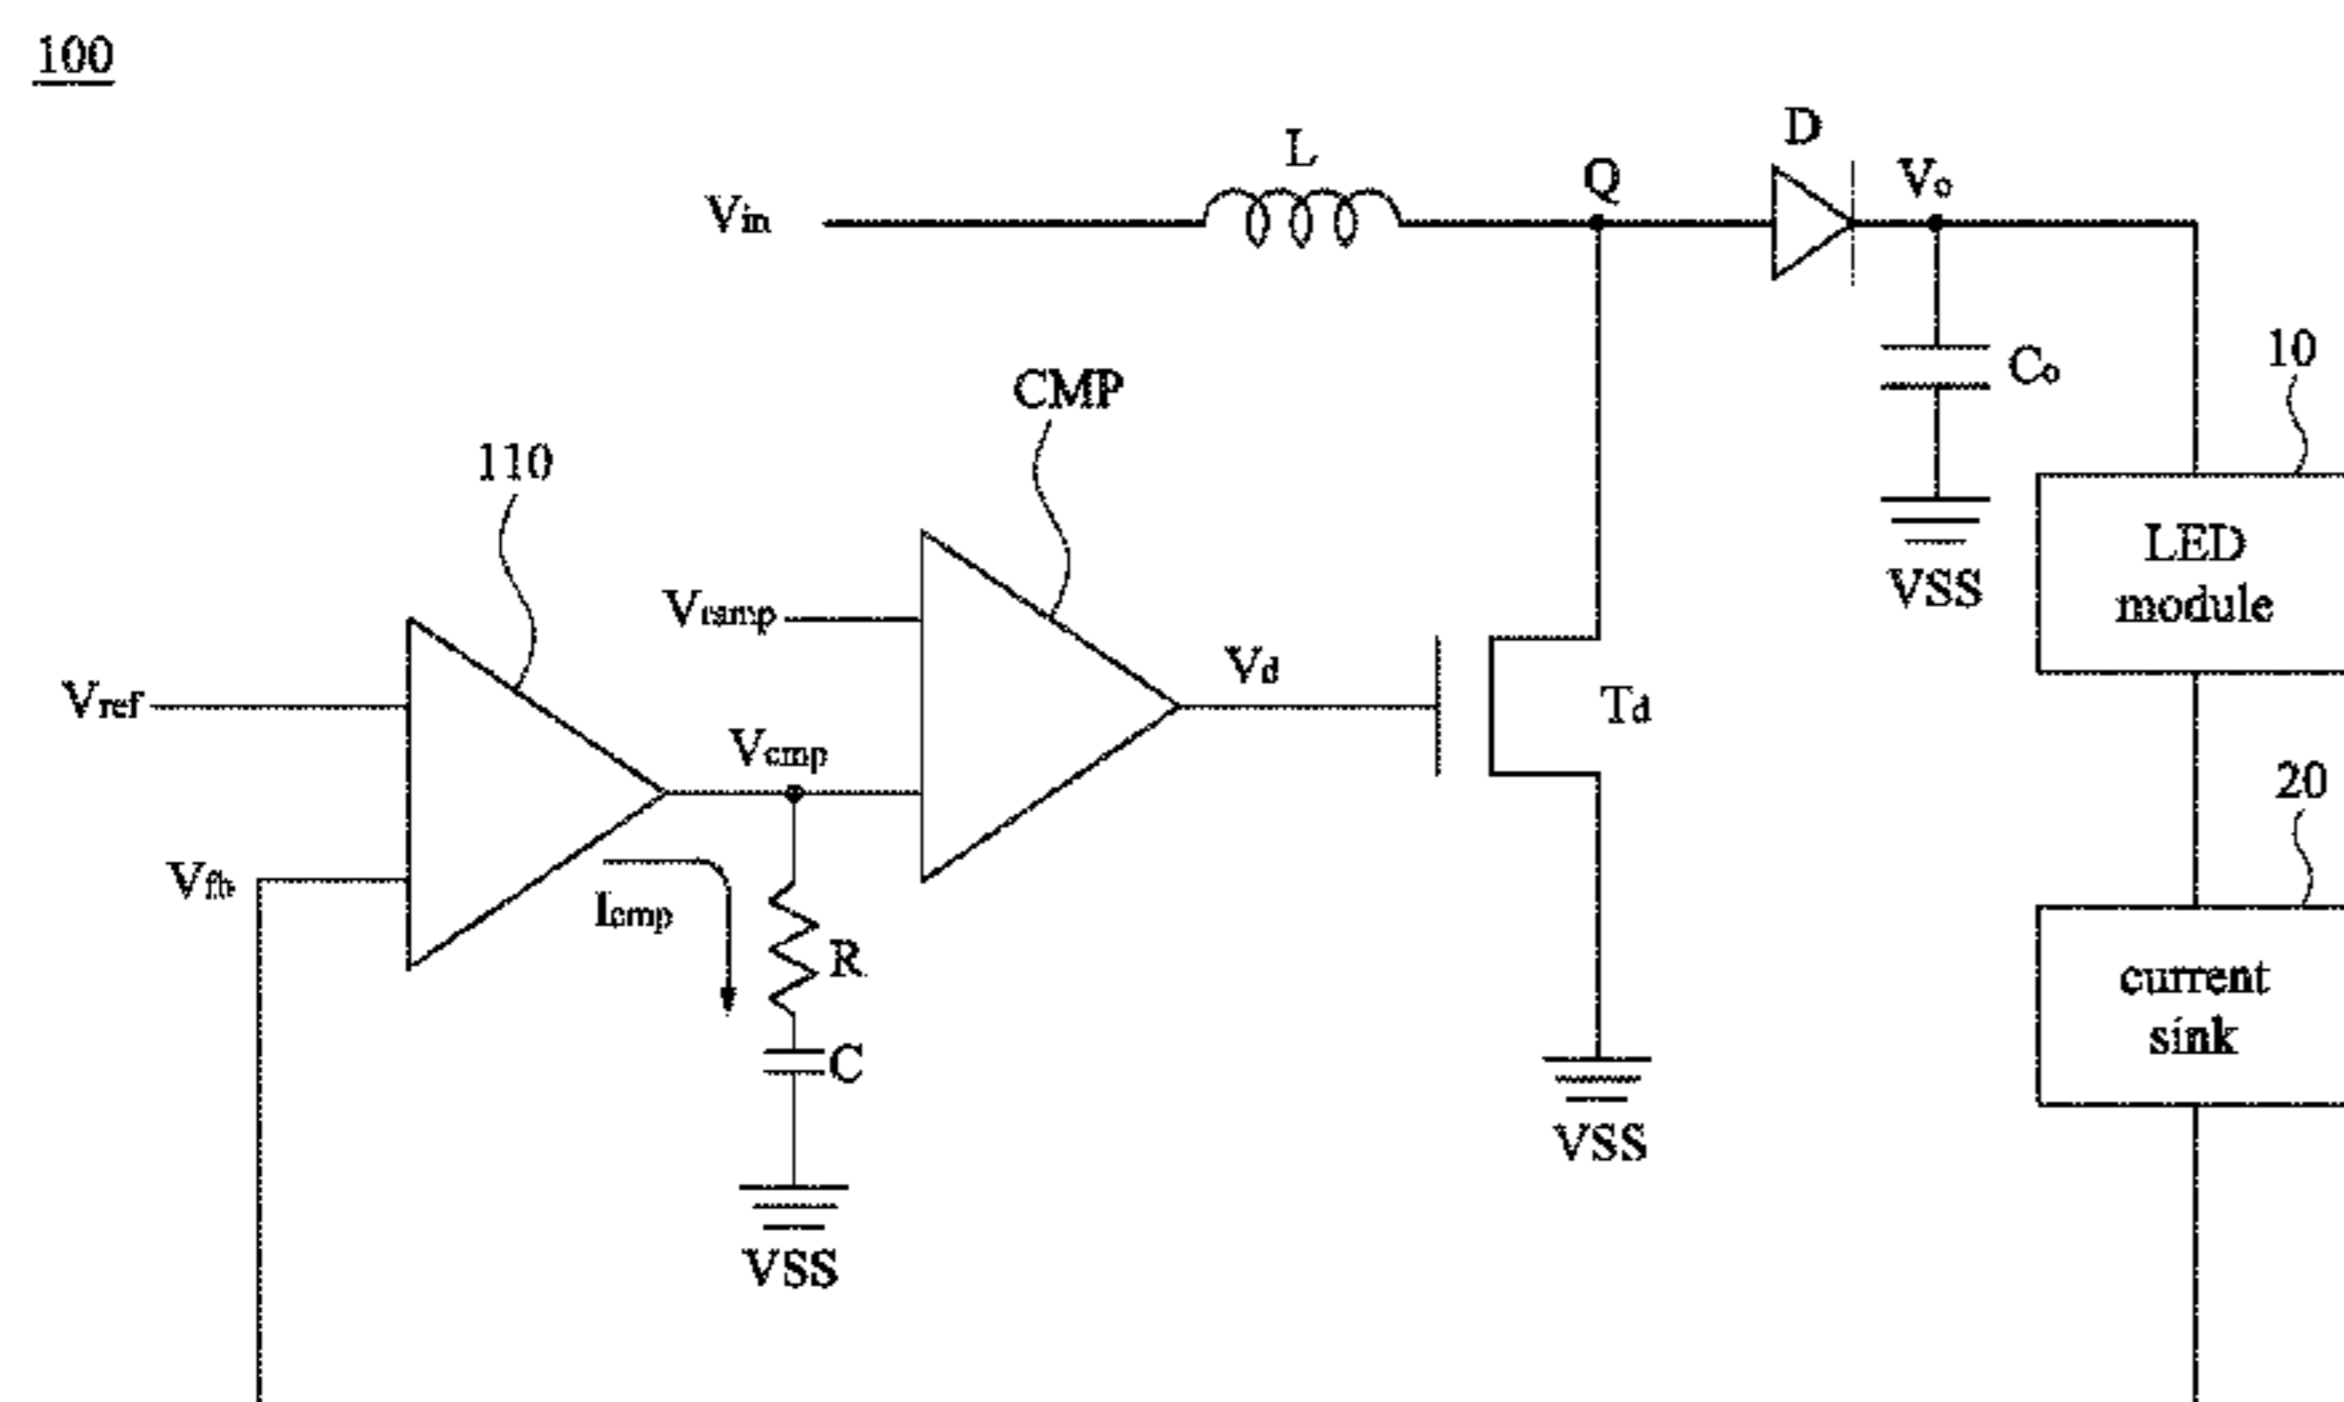 100
D
L
Q
Vo
Vin
10
Co
CMP
110
LED
module
VSS
Vramp
Vd
Vref
Td
Vcmp
20
Vfb
Icmp
R
current
sink
C
VSS
VSS